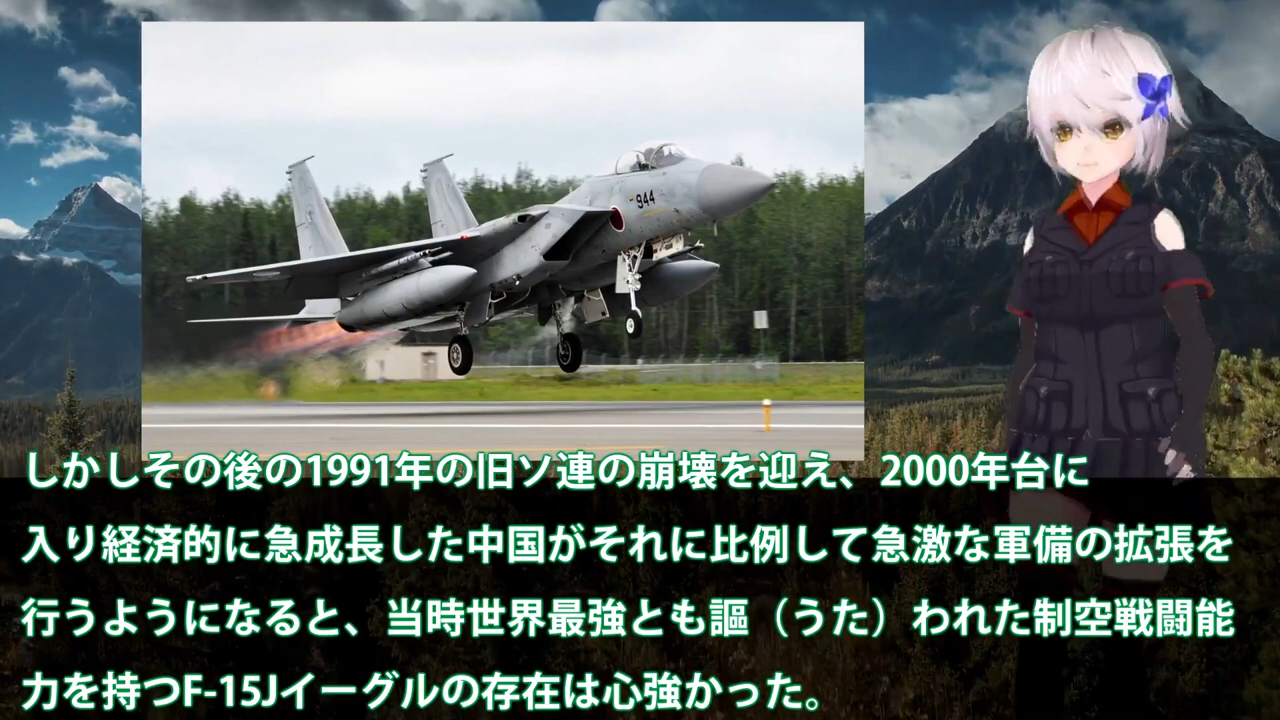 944
しかしその後の1991年の旧ソ連の崩壊を迎え、2000年台に
入り経済的に急成長した中国がそれに比例して急激な軍備の拡張を
行うようになると、当時世界最強とも謳（うた）われた制空戦闘能
力を持つF-15Jイーグルの存在は心強かった。